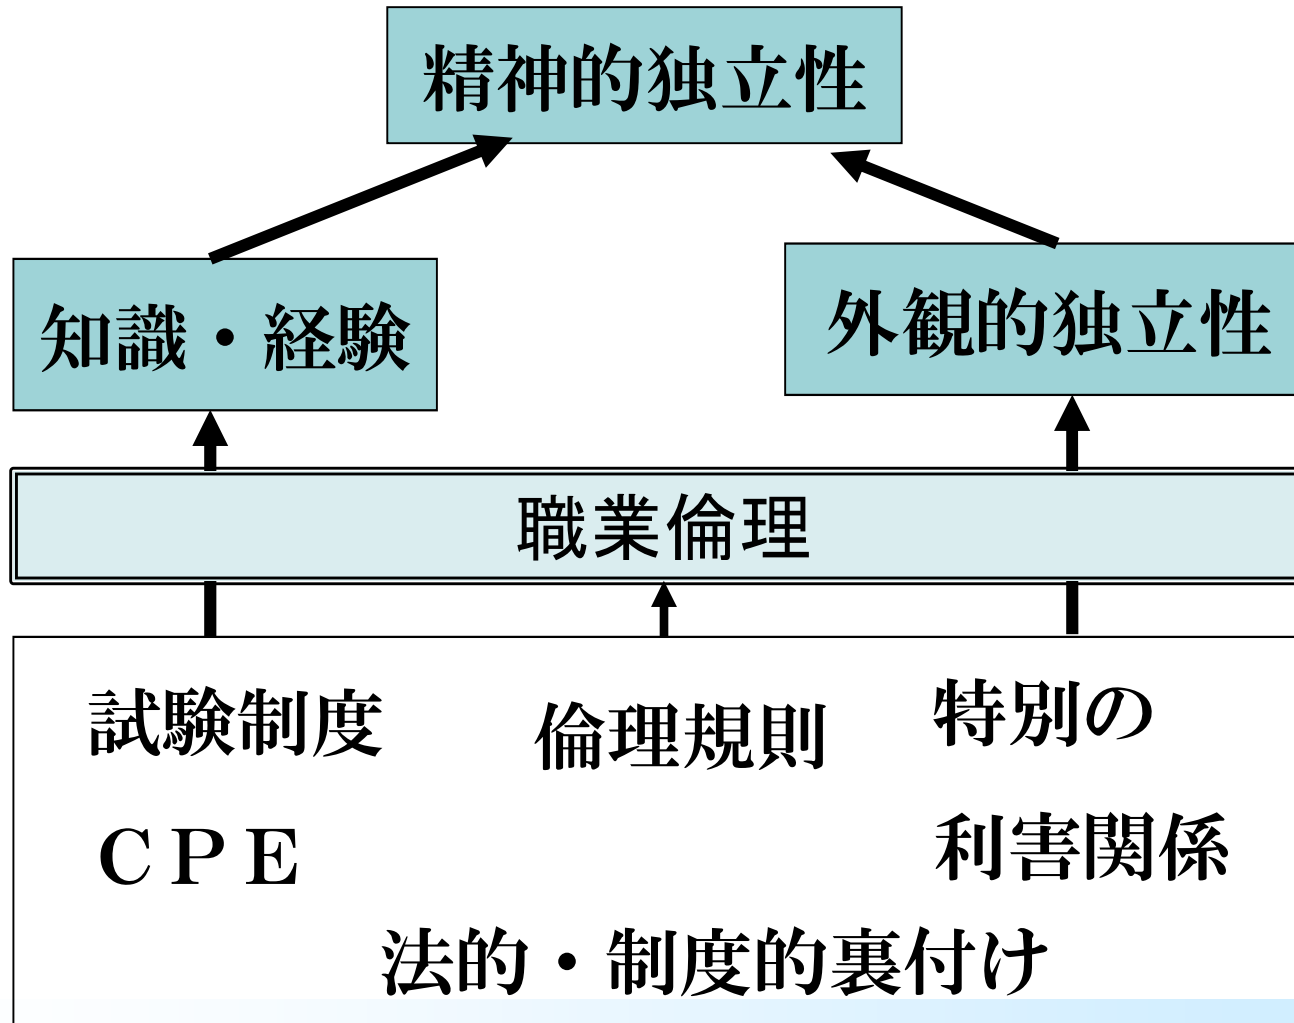 精神的独立性
知識・経験
外観的独立性
職業倫理
試験制度
倫理規則
特別の
ＣＰＥ
利害関係
法的・制度的裏付け